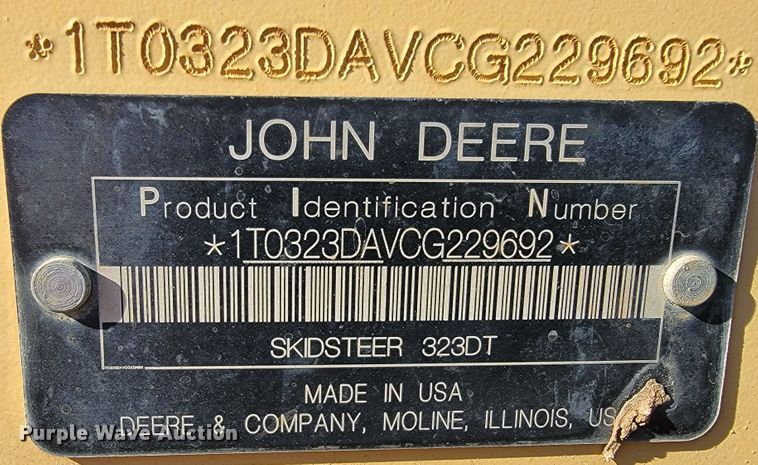 *1T0323DAVCG229692*
JOHN DEERE
Product Identification Number
*1T0323DAVCG229692*
SKIDSTEER 323DT
MADE IN USA
DEERE & COMPANY, MOLINE, ILLINOIS,
Purple Wave Auction